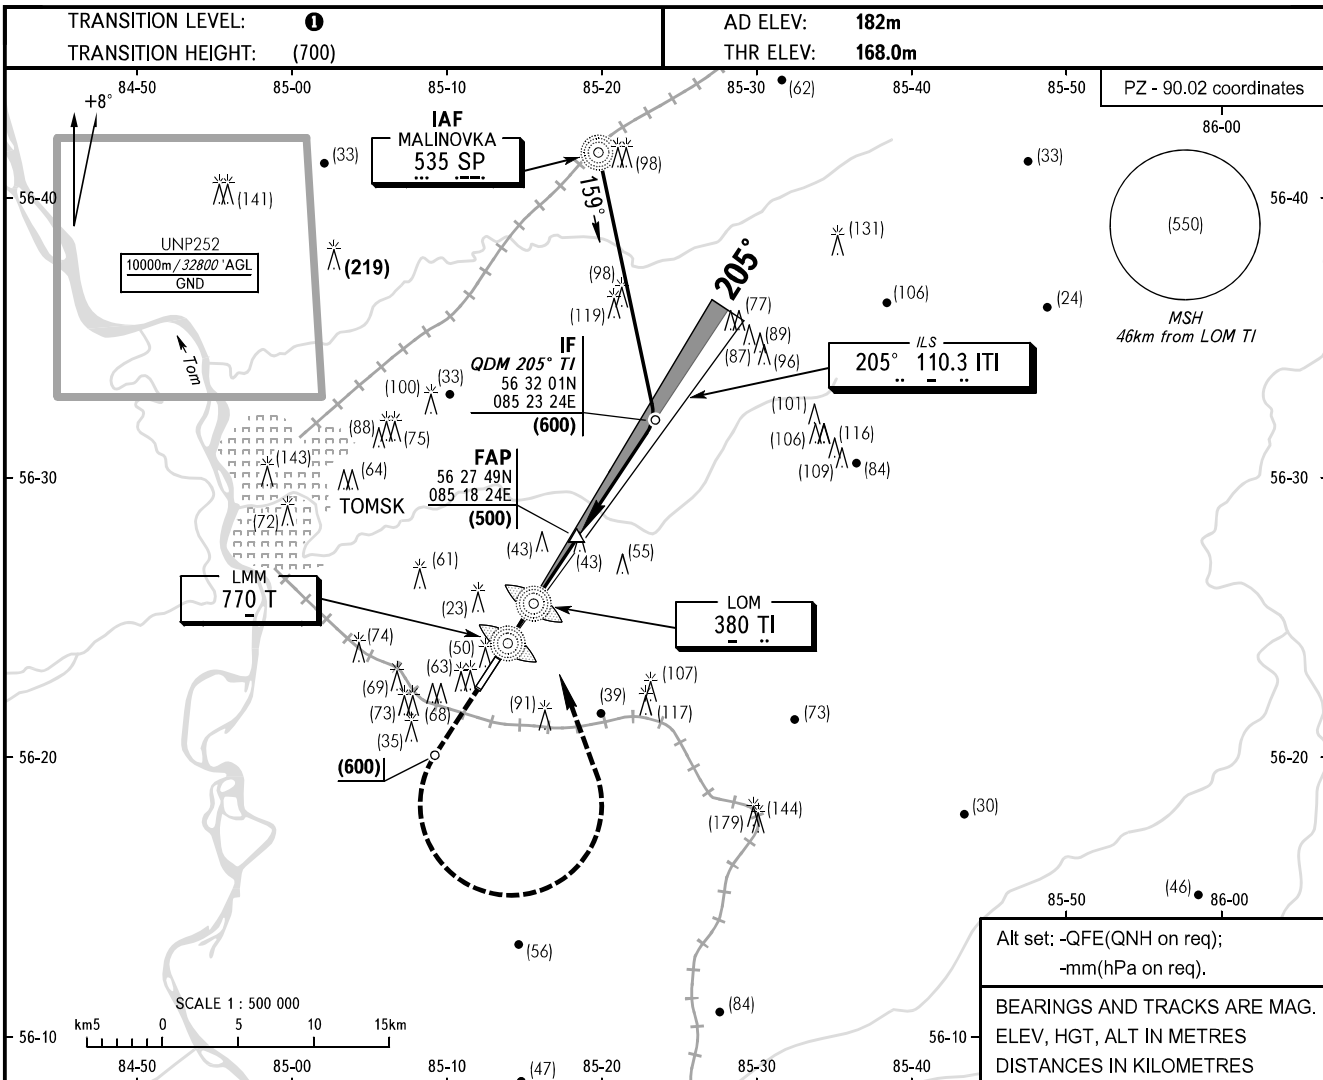 TRANSITION LEVEL: ❶
TRANSITION HEIGHT: (700)
AD ELEV: 182m
THR ELEV: 168.0m
84-50 85-00 85-10 85-20 85-30 85-40 85-50
(62)
PZ - 90.02 coordinates
86-00
+8°
IAF
MALINOVKA
535 SP
(98)
(33)
(33)
56-40
56-40
(141)
159°
(550)
MSH
46km from LOM TI
UNP252
10000m/32800'AGL
GND
(219)
(131)
205°
(98)
(119)
(106)
(24)
(77)
(89)
(87)
(96)
Tom
IF
QDM 205° TI
56 32 01N
085 23 24E
(600)
ILS
205° 110.3 ITI
(100)
(33)
(88)
(75)
(101)
(106)
(116)
(109)
(84)
(143)
(64)
TOMSK
(72)
FAP
56 27 49N
085 18 24E
(500)
56-30
56-30
(43)
(43)
(55)
(61)
(23)
LMM
770 T
LOM
380 TI
(74)
(50)
(63)
(69)
(73)
(68)
(35)
(91)
(39)
(107)
(117)
(73)
56-20
56-20
(600)
(144)
(179)
(30)
(46)
85-50 86-00
(56)
(84)
(47)
Alt set: -QFE(QNH on req);
-mm(hPa on req).
BEARINGS AND TRACKS ARE MAG.
ELEV, HGT, ALT IN METRES
DISTANCES IN KILOMETRES
SCALE 1 : 500 000
km5 0 5 10 15km
56-10
56-10
84-50 85-00 85-10 85-20 85-30 85-40